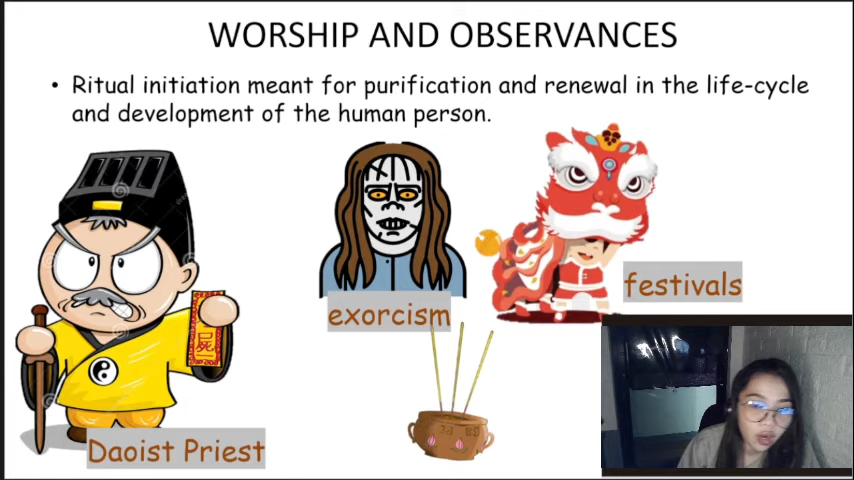 WORSHIP AND OBSERVANCES
• Ritual initiation meant for purification and renewal in the life-cycle
and development of the human person.
屍
festivals
exorcism
Daoist Priest